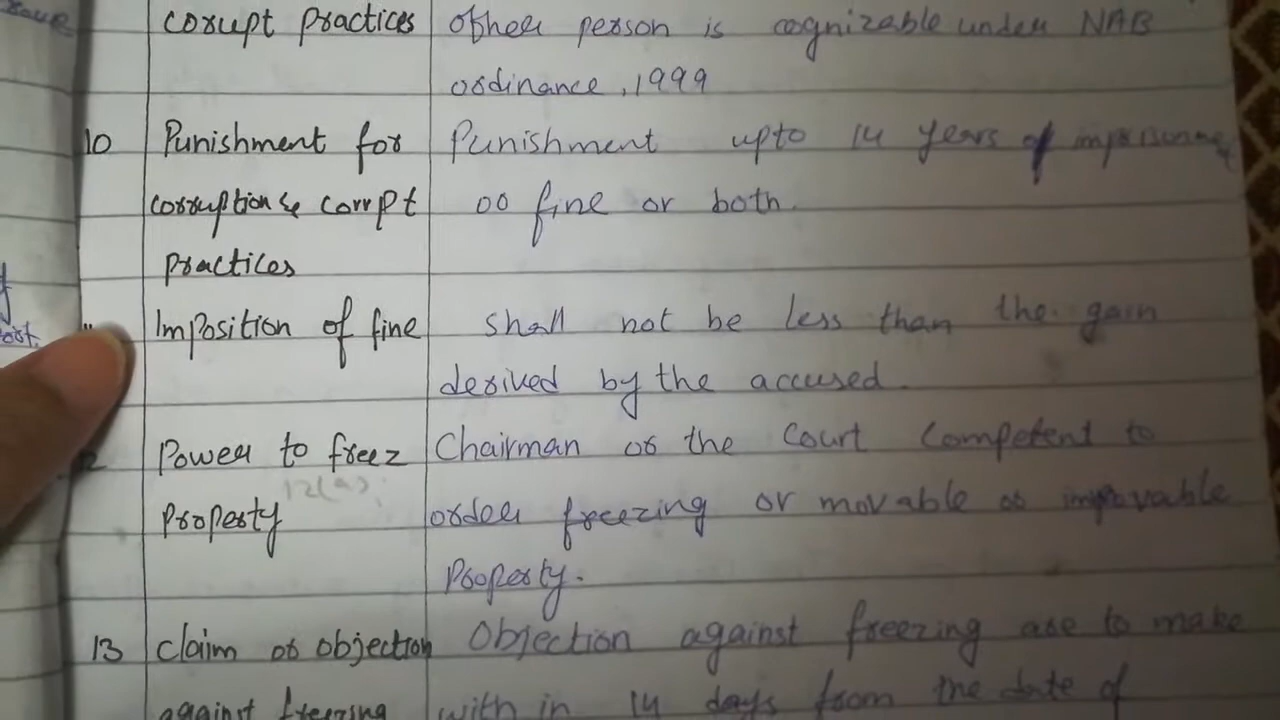 corupt practices other person is cognizable under NAB
ordinance, 1999
10 Punishment for Punishment upto 14 years of
corruption & corrpt or fine or both.
practices
Imposition of fine shall not be less than the gain
derived by the accused.
Power to freez Chairman or the Court Competent to
12(a)
property order freezing or movable or
Property.
13 Claim or objection Objection against freezing are to make
against freezing with in 14 days from the date of